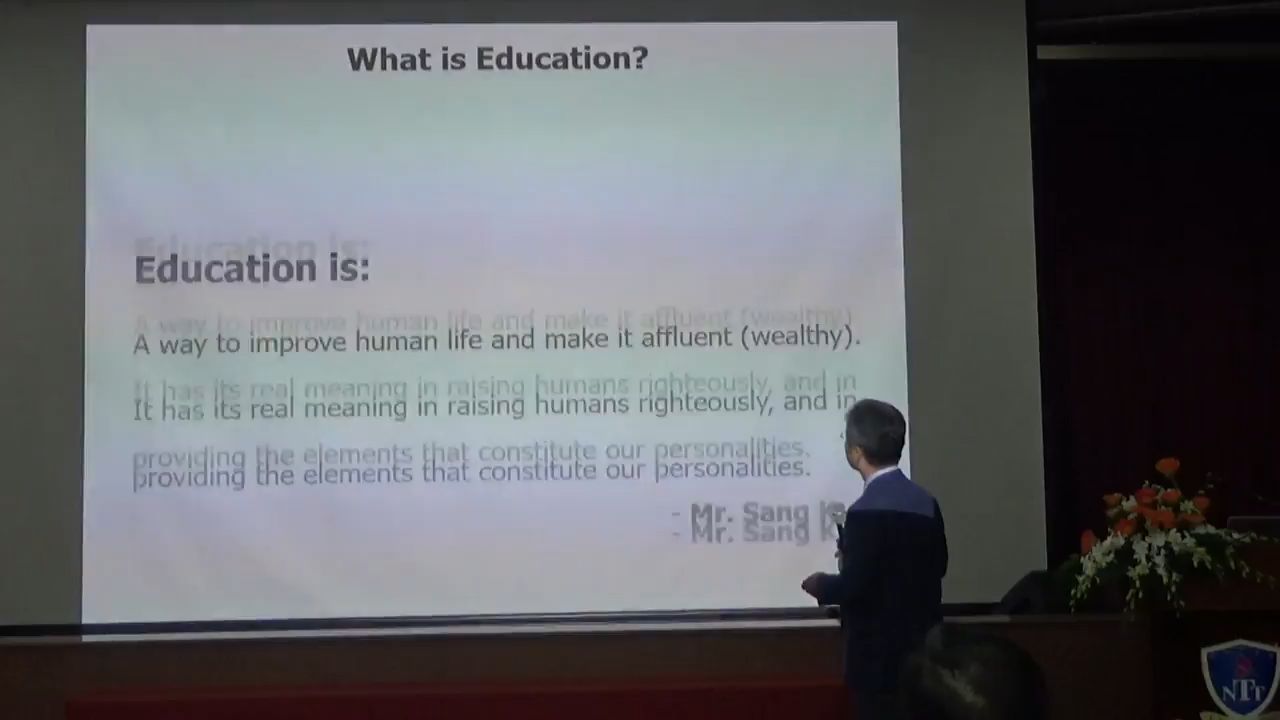 What is Education?
Education is:
A way to improve human life and make it affluent (wealthy).
It has its real meaning in raising humans righteously, and in
providing the elements that constitute our personalities.
- Mr. Sang
NTT